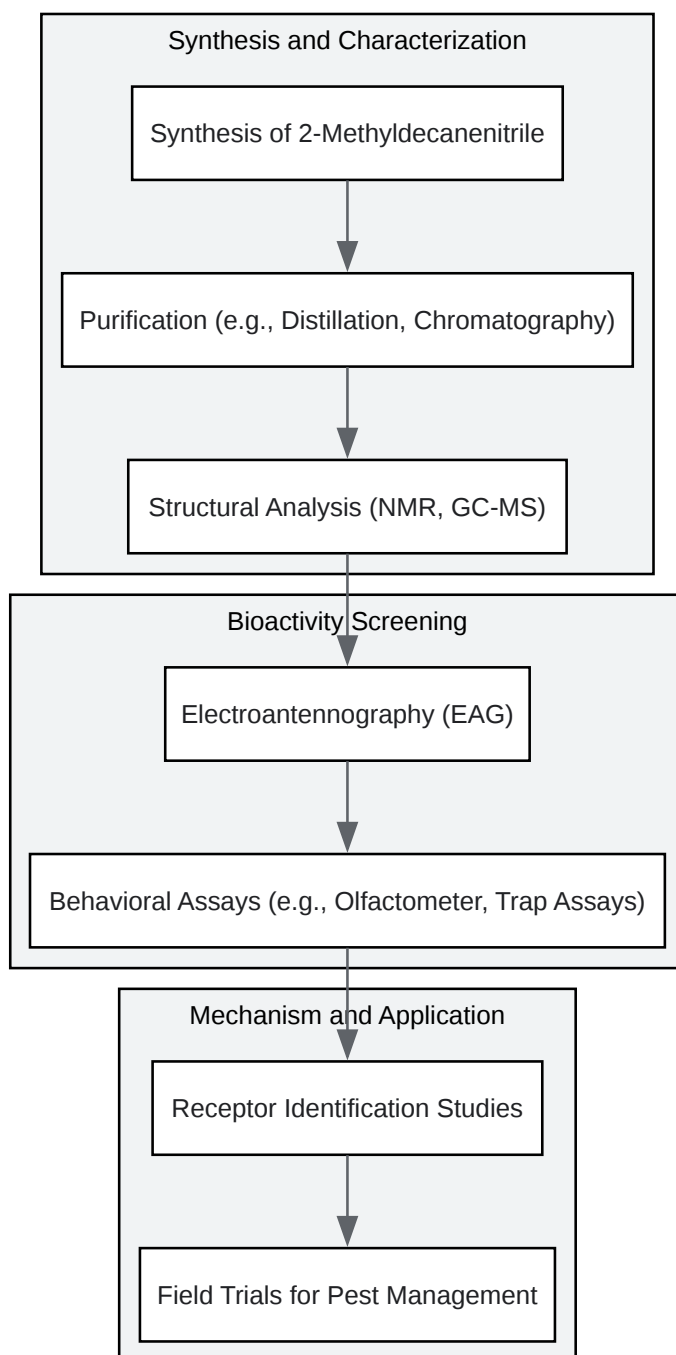 Synthesis and Characterization
Synthesis of 2-Methyldecanenitrile
Purification (e.g., Distillation, Chromatography)
Structural Analysis (NMR, GC-MS)
Bioactivity Screening
Electroantennography (EAG)
Behavioral Assays (e.g., Olfactometer, Trap Assays)
Mechanism and Application
Receptor Identification Studies
Field Trials for Pest Management